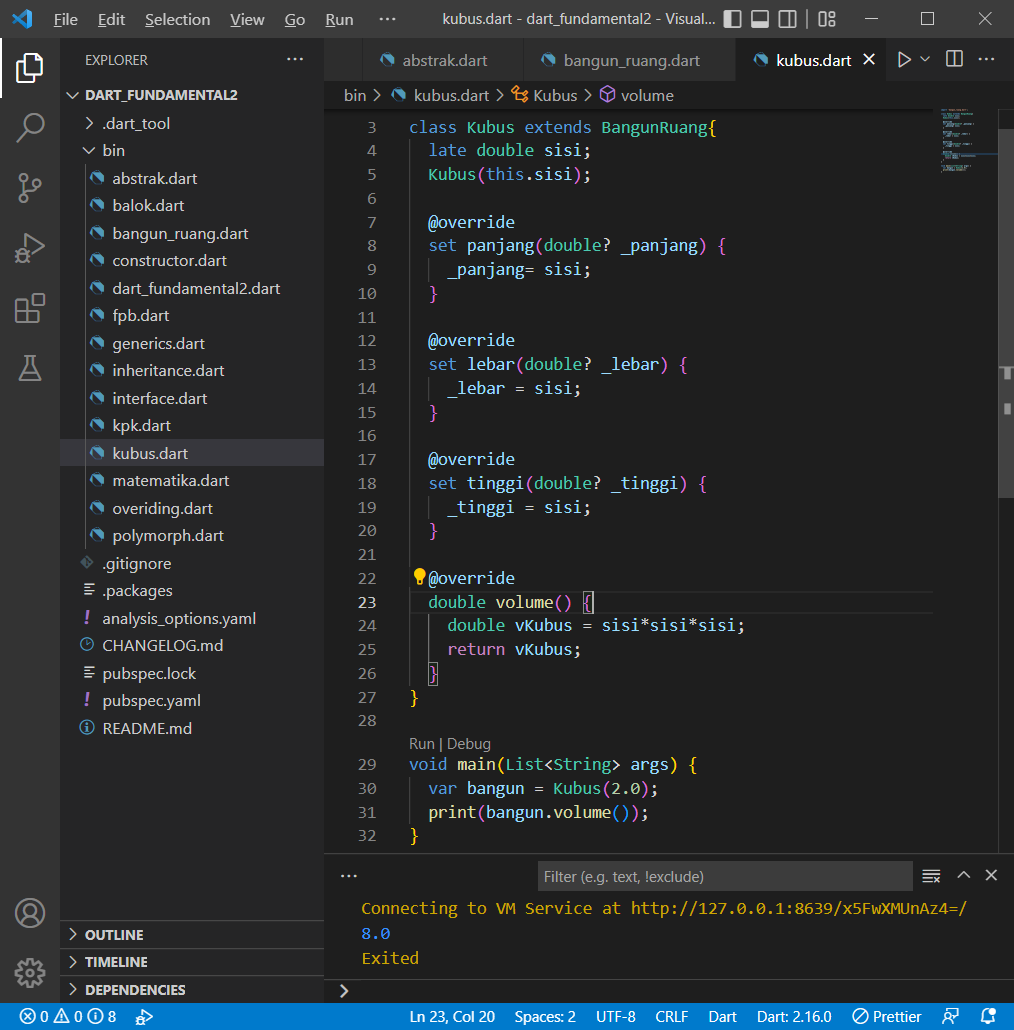 File Edit Selection View Go Run ··· kubus.dart - dart_fundamental2 - Visual...
EXPLORER ···
DART_FUNDAMENTAL2
.dart_tool
bin
abstrak.dart
balok.dart
bangun_ruang.dart
constructor.dart
dart_fundamental2.dart
fpb.dart
generics.dart
inheritance.dart
interface.dart
kpk.dart
kubus.dart
matematika.dart
overiding.dart
polymorph.dart
.gitignore
.packages
analysis_options.yaml
CHANGELOG.md
pubspec.lock
pubspec.yaml
README.md
OUTLINE
TIMELINE
DEPENDENCIES
abstrak.dart bangun_ruang.dart kubus.dart
bin > kubus.dart > Kubus > volume
3 class Kubus extends BangunRuang{
4 late double sisi;
5 Kubus(this.sisi);
6
7 @override
8 set panjang(double? _panjang) {
9 _panjang= sisi;
10 }
11
12 @override
13 set lebar(double? _lebar) {
14 _lebar = sisi;
15 }
16
17 @override
18 set tinggi(double? _tinggi) {
19 _tinggi = sisi;
20 }
21
22 @override
23 double volume() {
24 double vKubus = sisi*sisi*sisi;
25 return vKubus;
26 }
27 }
28
Run | Debug
29 void main(List<String> args) {
30 var bangun = Kubus(2.0);
31 print(bangun.volume());
32 }
··· Filter (e.g. text, !exclude)
Connecting to VM Service at http://127.0.0.1:8639/x5FwXMUnAz4=/
8.0
Exited
>
0 0 8 Ln 23, Col 20 Spaces: 2 UTF-8 CRLF Dart Dart: 2.16.0 Prettier